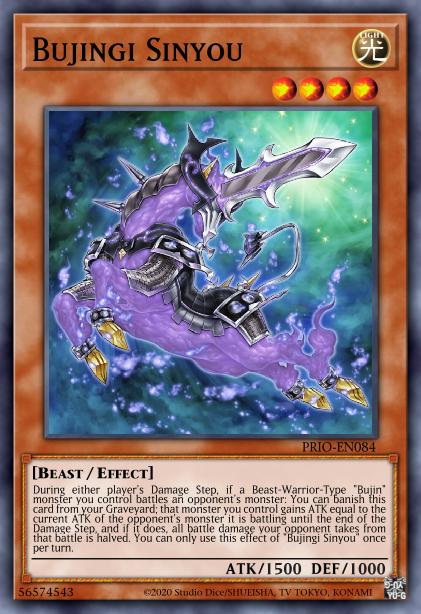 Bujingi Sinyou
LIGHT
光
PRIO-EN084
[Beast / Effect]
During either player's Damage Step, if a Beast-Warrior-Type "Bujin"
monster you control battles an opponent's monster: You can banish this
card from your Graveyard; that monster you control gains ATK equal to
the current ATK of the opponent's monster it is battling until the end of
the Damage Step, and if it does, all battle damage your opponent takes from
that battle is halved. You can only use this effect of "Bujingi Sinyou" once
per turn.
ATK/1500 DEF/1000
56574543
©2020 Studio Dice/SHUEISHA, TV TOKYO, KONAMI